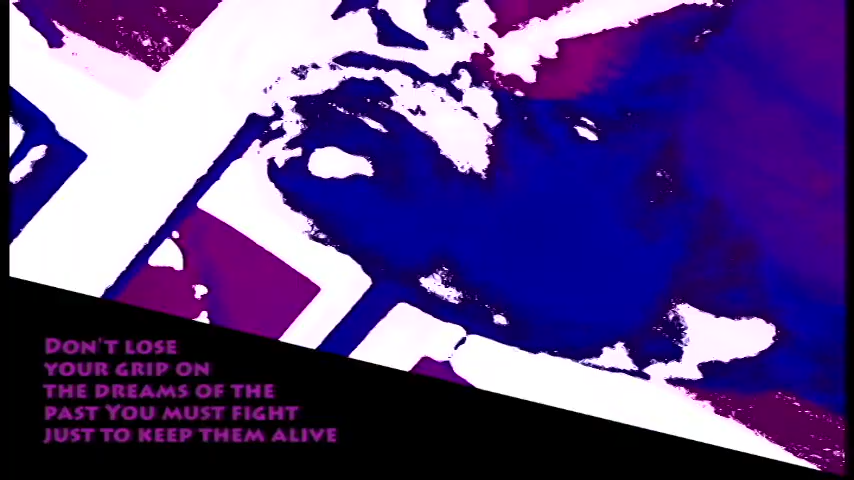 Don't lose
your grip on
the dreams of the
past You must fight
just to keep them alive